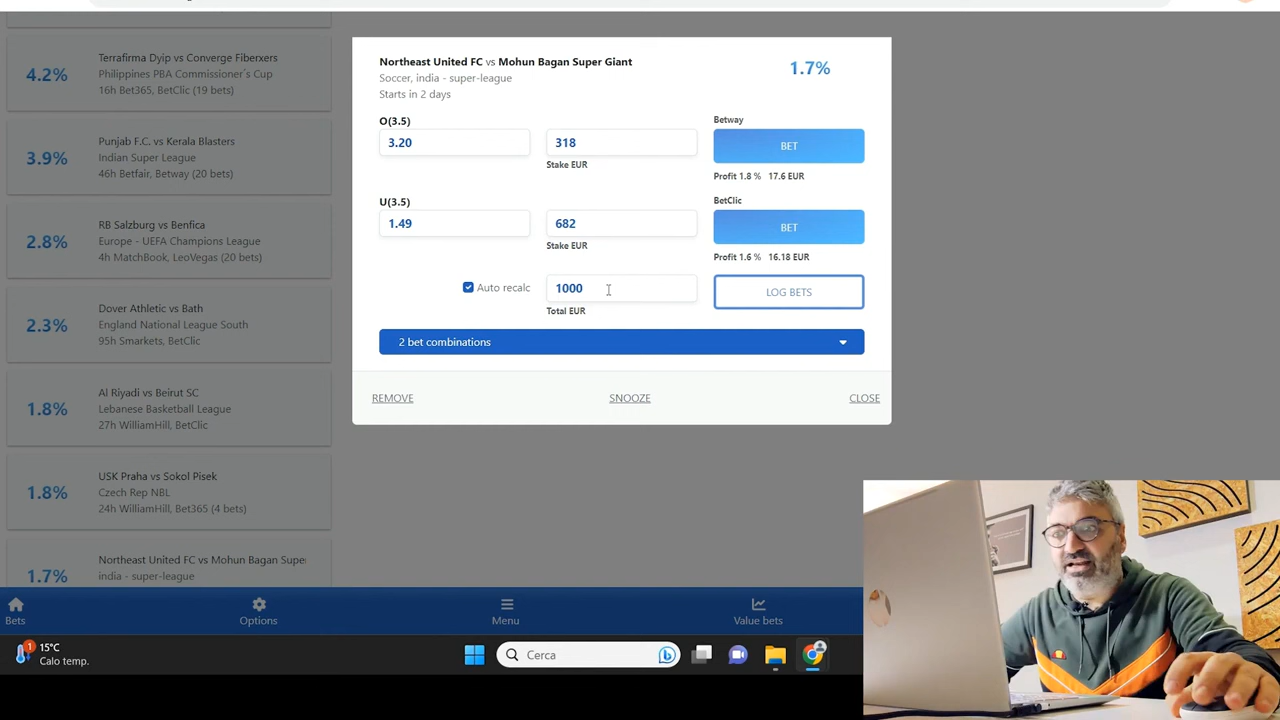 4.2%
Terrafirma Dyip vs Converge Fiberxers
Philippines PBA Commissioner´s Cup
16h Bet365, BetClic (19 bets)
3.9%
Punjab F.C. vs Kerala Blasters
Indian Super League
46h Betfair, Betway (20 bets)
2.8%
RB Salzburg vs Benfica
Europe - UEFA Champions League
4h MatchBook, LeoVegas (20 bets)
2.3%
Dover Athletic vs Bath
England National League South
95h Smarkets, BetClic
1.8%
Al Riyadi vs Beirut SC
Lebanese Basketball League
27h WilliamHill, BetClic
1.8%
USK Praha vs Sokol Pisek
Czech Rep NBL
24h WilliamHill, Bet365 (4 bets)
1.7%
Northeast United FC vs Mohun Bagan Super
india - super-league
Northeast United FC vs Mohun Bagan Super Giant
1.7%
Soccer, india - super-league
Starts in 2 days
O(3.5)
3.20
318
Stake EUR
Betway
BET
Profit 1.8 % 17.6 EUR
U(3.5)
1.49
682
Stake EUR
BetClic
BET
Profit 1.6 % 16.18 EUR
Auto recalc
1000
Total EUR
LOG BETS
2 bet combinations
REMOVE
SNOOZE
CLOSE
Bets
Options
Menu
Value bets
1
15°C
Calo temp.
Cerca